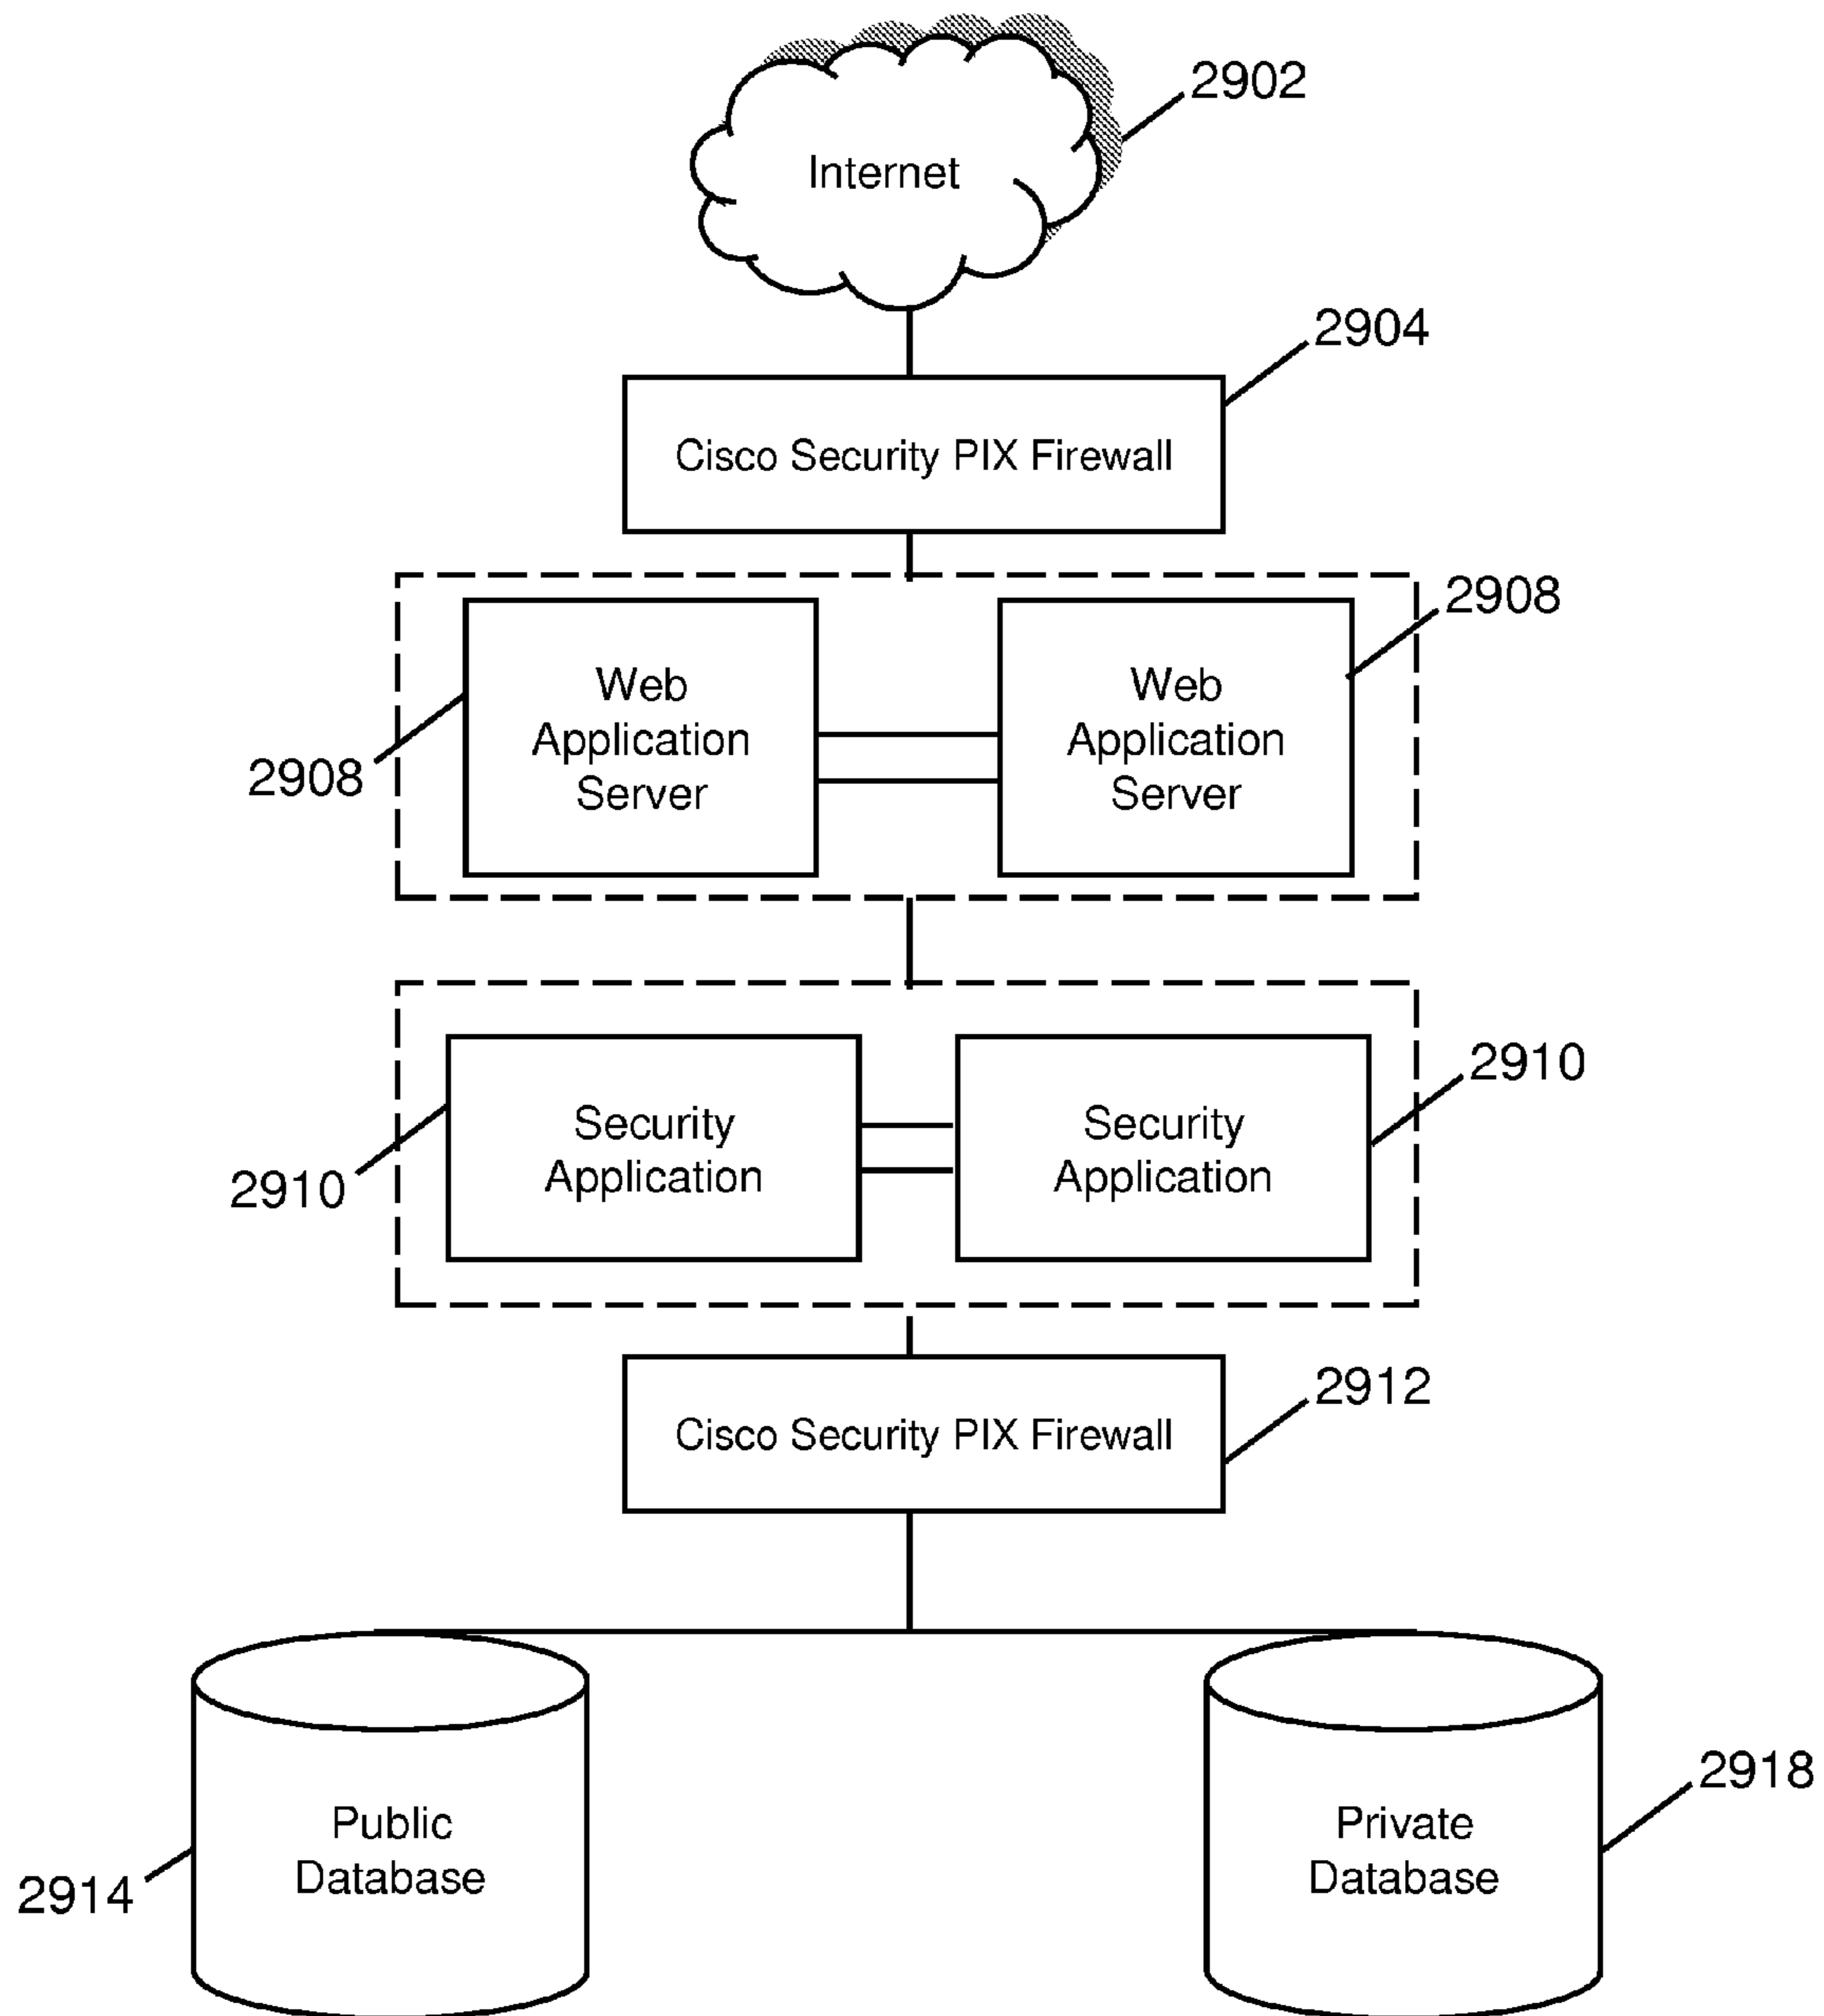 2902
Internet
2904
Cisco Security PIX Firewall
2908
Web
Application
Server
Web
Application
Server
2908
2910
Security
Application
Security
Application
2910
2912
Cisco Security PIX Firewall
2918
Public
Database
Private
Database
2914